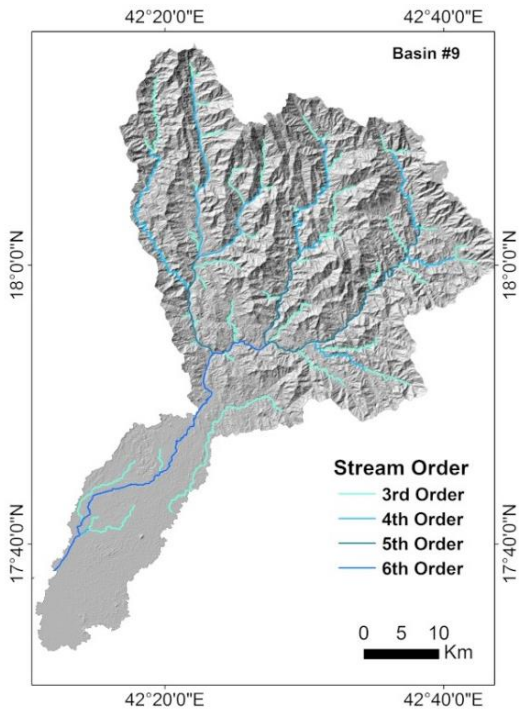 42°20'0"E 42°40'0"E
Basin #9
18°0'0"N 18°0'0"N
Stream Order
3rd Order
4th Order
5th Order
6th Order
17°40'0"N 17°40'0"N
0 5 10
Km
42°20'0"E 42°40'0"E